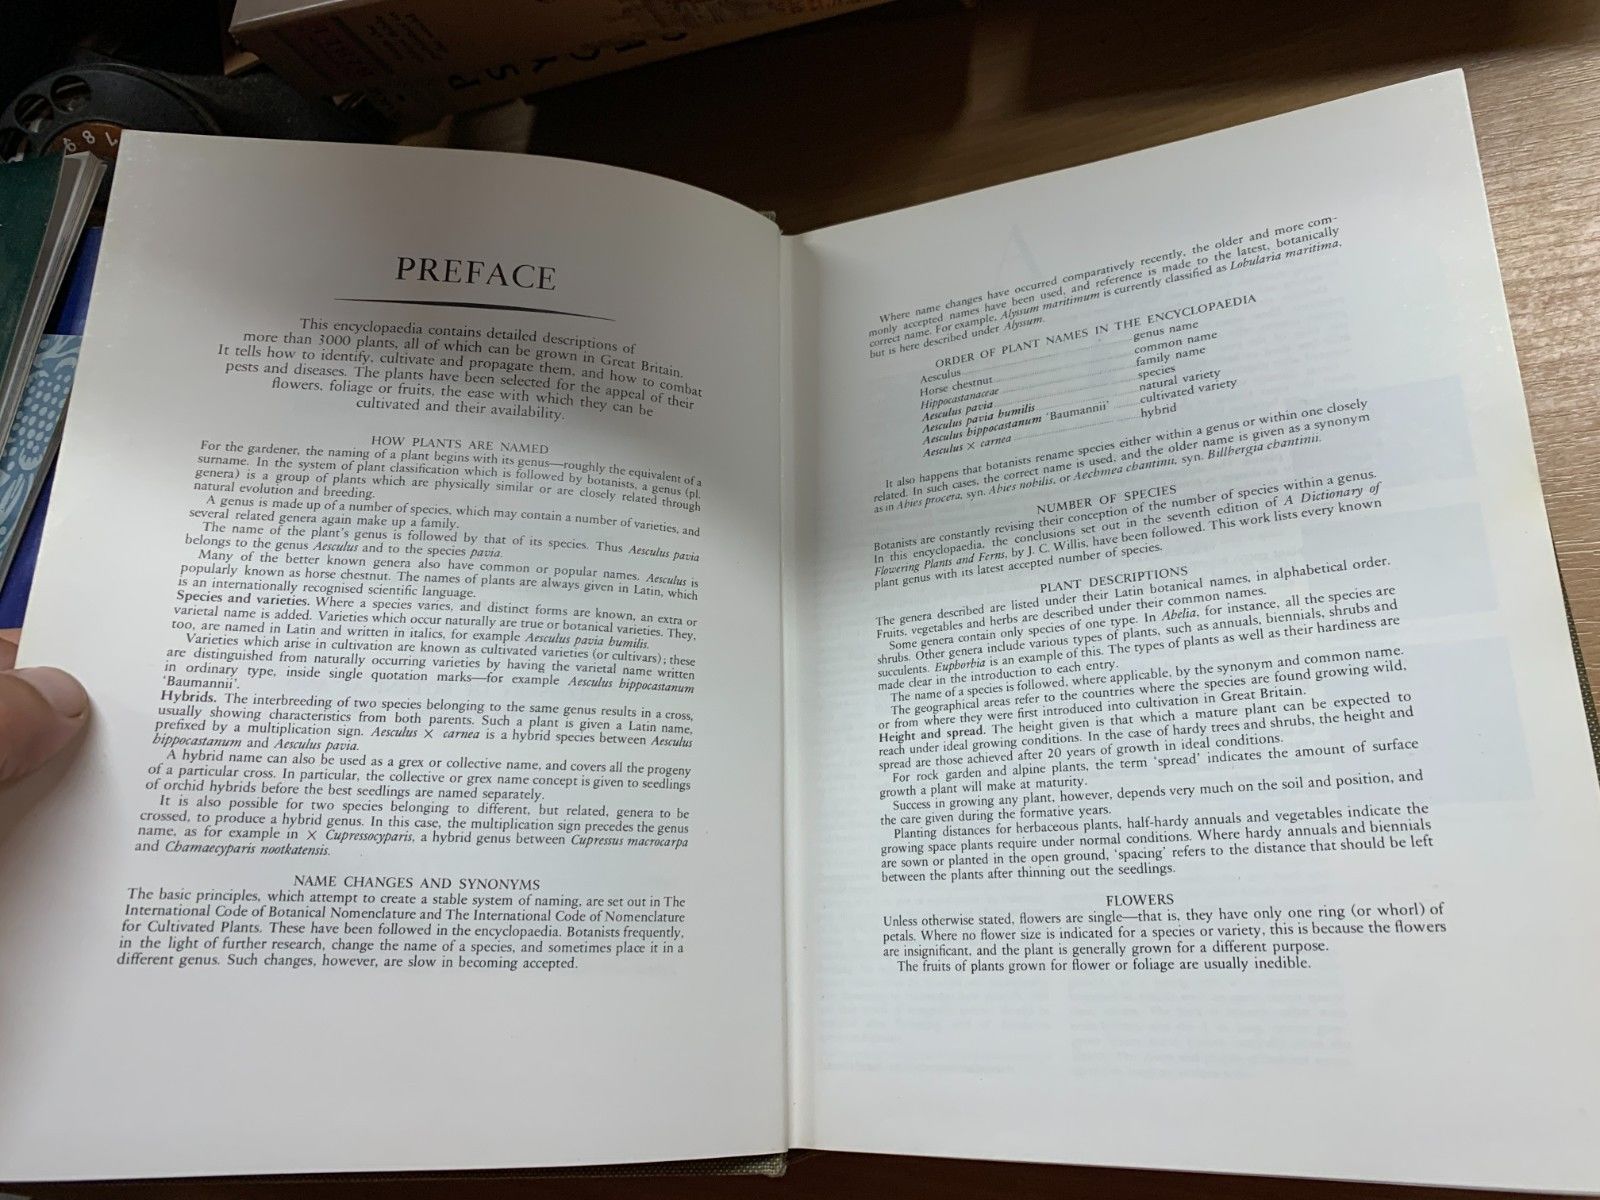 PREFACE
This encyclopaedia contains detailed descriptions of
more than 3000 plants, all of which can be grown in Great Britain.
It tells how to identify, cultivate and propagate them, and how to combat
pests and diseases. The plants have been selected for the appeal of their
flowers, foliage or fruits, the ease with which they can be
cultivated and their availability.
HOW PLANTS ARE NAMED
For the gardener, the naming of a plant begins with its genus—roughly the equivalent of a
surname. In the system of plant classification which is followed by botanists, a genus (pl.
genera) is a group of plants which are physically similar or are closely related through
natural evolution and breeding.
A genus is made up of a number of species, which may contain a number of varieties, and
several related genera again make up a family.
The name of the plant's genus is followed by that of its species. Thus Aesculus pavia
belongs to the genus Aesculus and to the species pavia.
Many of the better known genera also have common or popular names. Aesculus is
popularly known as horse chestnut. The names of plants are always given in Latin, which
is an internationally recognised scientific language.
Species and varieties. Where a species varies, and distinct forms are known, an extra or
varietal name is added. Varieties which occur naturally are true or botanical varieties. They,
too, are named in Latin and written in italics, for example Aesculus pavia humilis.
Varieties which arise in cultivation are known as cultivated varieties (or cultivars); these
are distinguished from naturally occurring varieties by having the varietal name written
in ordinary type, inside single quotation marks—for example Aesculus hippocastanum
'Baumannii'.
Hybrids. The interbreeding of two species belonging to the same genus results in a cross,
usually showing characteristics from both parents. Such a plant is given a Latin name,
prefixed by a multiplication sign. Aesculus × carnea is a hybrid species between Aesculus
hippocastanum and Aesculus pavia.
A hybrid name can also be used as a grex or collective name, and covers all the progeny
of a particular cross. In particular, the collective or grex name concept is given to seedlings
of orchid hybrids before the best seedlings are named separately.
It is also possible for two species belonging to different, but related, genera to be
crossed, to produce a hybrid genus. In this case, the multiplication sign precedes the genus
name, as for example in × Cupressocyparis, a hybrid genus between Cupressus macrocarpa
and Chamaecyparis nootkatensis.
NAME CHANGES AND SYNONYMS
The basic principles, which attempt to create a stable system of naming, are set out in The
International Code of Botanical Nomenclature and The International Code of Nomenclature
for Cultivated Plants. These have been followed in the encyclopaedia. Botanists frequently,
in the light of further research, change the name of a species, and sometimes place it in a
different genus. Such changes, however, are slow in becoming accepted.
Where name changes have occurred comparatively recently, the older and more com-
monly accepted names have been used, and reference is made to the latest, botanically
correct name. For example, Alyssum maritimum is currently classified as Lobularia maritima,
but is here described under Alyssum.
ORDER OF PLANT NAMES IN THE ENCYCLOPAEDIA
Aesculus genus name
Horse chestnut common name
Hippocastanaceae family name
Aesculus pavia species
Aesculus pavia humilis natural variety
Aesculus hippocastanum 'Baumannii' cultivated variety
Aesculus × carnea hybrid
It also happens that botanists rename species either within a genus or within one closely
related. In such cases, the correct name is used, and the older name is given as a synonym
as in Abies procera, syn. Abies nobilis, or Aechmea chantinii, syn. Billbergia chantinii.
NUMBER OF SPECIES
Botanists are constantly revising their conception of the number of species within a genus.
In this encyclopaedia, the conclusions set out in the seventh edition of A Dictionary of
Flowering Plants and Ferns, by J. C. Willis, have been followed. This work lists every known
plant genus with its latest accepted number of species.
PLANT DESCRIPTIONS
The genera described are listed under their Latin botanical names, in alphabetical order.
Fruits, vegetables and herbs are described under their common names.
Some genera contain only species of one type. In Abelia, for instance, all the species are
shrubs. Other genera include various types of plants, such as annuals, biennials, shrubs and
succulents. Euphorbia is an example of this. The types of plants as well as their hardiness are
made clear in the introduction to each entry.
The name of a species is followed, where applicable, by the synonym and common name.
The geographical areas refer to the countries where the species are found growing wild,
or from where they were first introduced into cultivation in Great Britain.
Height and spread. The height given is that which a mature plant can be expected to
reach under ideal growing conditions. In the case of hardy trees and shrubs, the height and
spread are those achieved after 20 years of growth in ideal conditions.
For rock garden and alpine plants, the term 'spread' indicates the amount of surface
growth a plant will make at maturity.
Success in growing any plant, however, depends very much on the soil and position, and
the care given during the formative years.
Planting distances for herbaceous plants, half-hardy annuals and vegetables indicate the
growing space plants require under normal conditions. Where hardy annuals and biennials
are sown or planted in the open ground, 'spacing' refers to the distance that should be left
between the plants after thinning out the seedlings.
FLOWERS
Unless otherwise stated, flowers are single—that is, they have only one ring (or whorl) of
petals. Where no flower size is indicated for a species or variety, this is because the flowers
are insignificant, and the plant is generally grown for a different purpose.
The fruits of plants grown for flower or foliage are usually inedible.